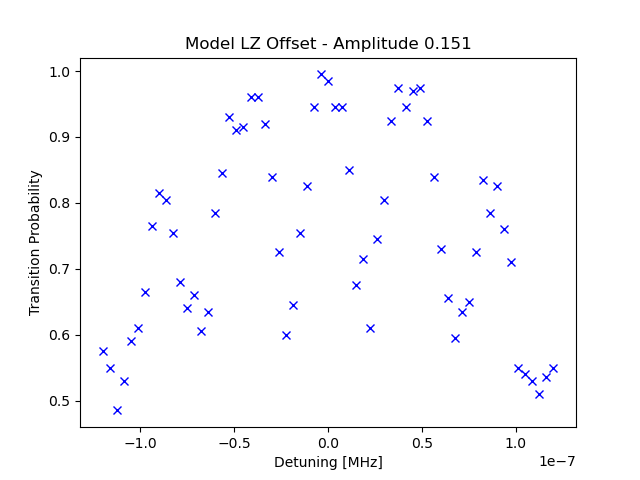 Model LZ Offset - Amplitude 0.151
1.0
0.9
0.8
0.7
0.6
0.5
Transition Probability
−1.0 −0.5 0.0 0.5 1.0
1e−7
Detuning [MHz]